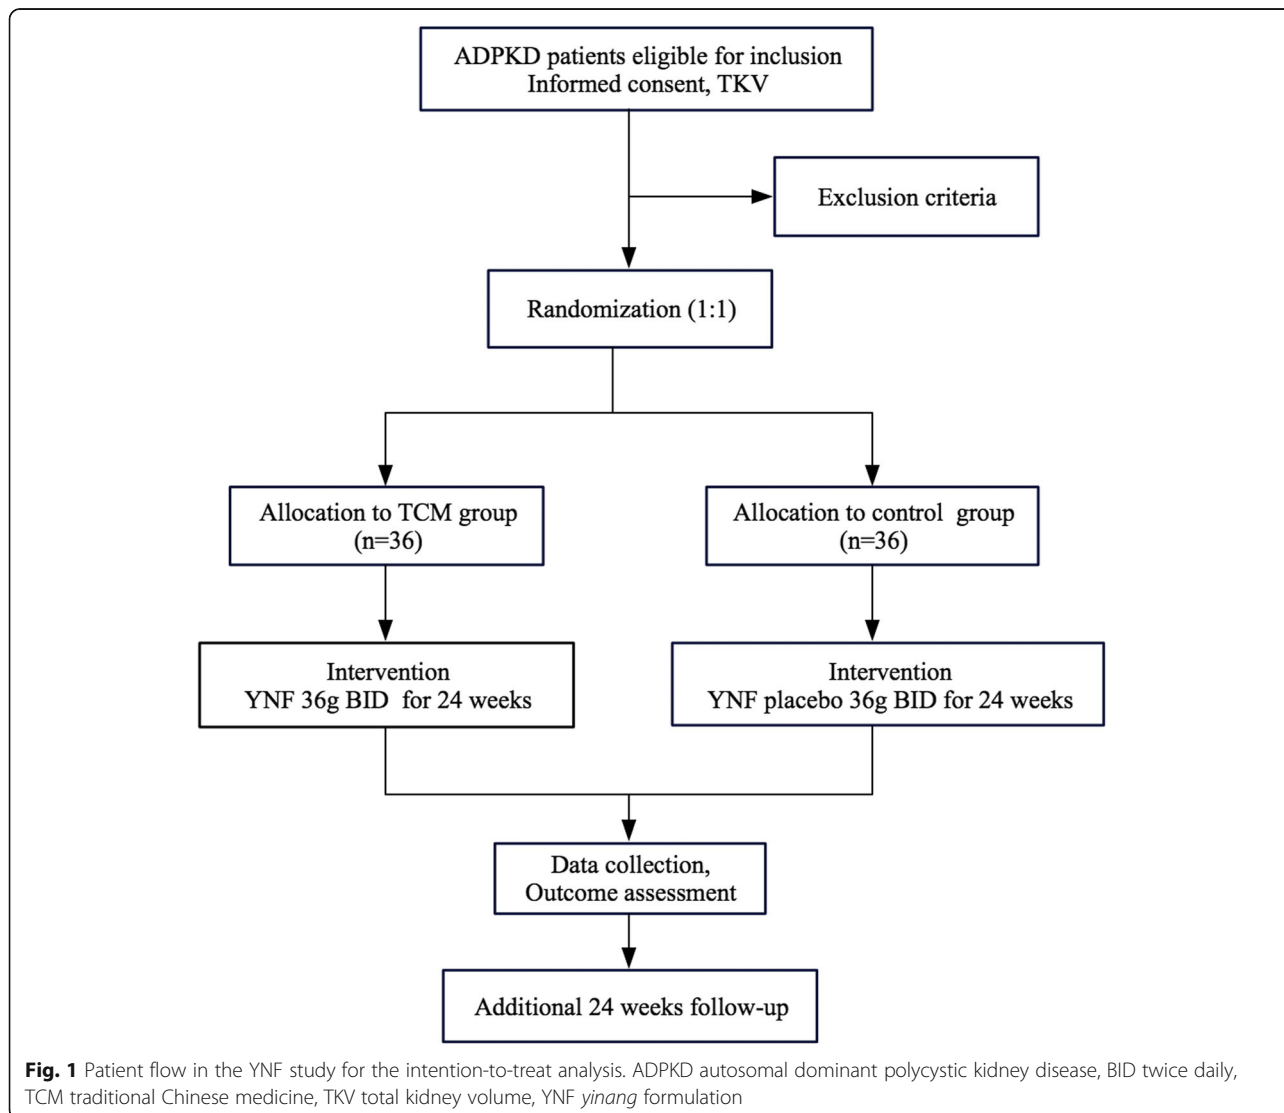 ADPKD patients eligible for inclusion
Informed consent, TKV
Exclusion criteria
Randomization (1:1)
Allocation to TCM group
(n=36)
Allocation to control group
(n=36)
Intervention
YNF 36g BID for 24 weeks
Intervention
YNF placebo 36g BID for 24 weeks
Data collection,
Outcome assessment
Additional 24 weeks follow-up
Fig. 1 Patient flow in the YNF study for the intention-to-treat analysis. ADPKD autosomal dominant polycystic kidney disease, BID twice daily,
TCM traditional Chinese medicine, TKV total kidney volume, YNF yinang formulation